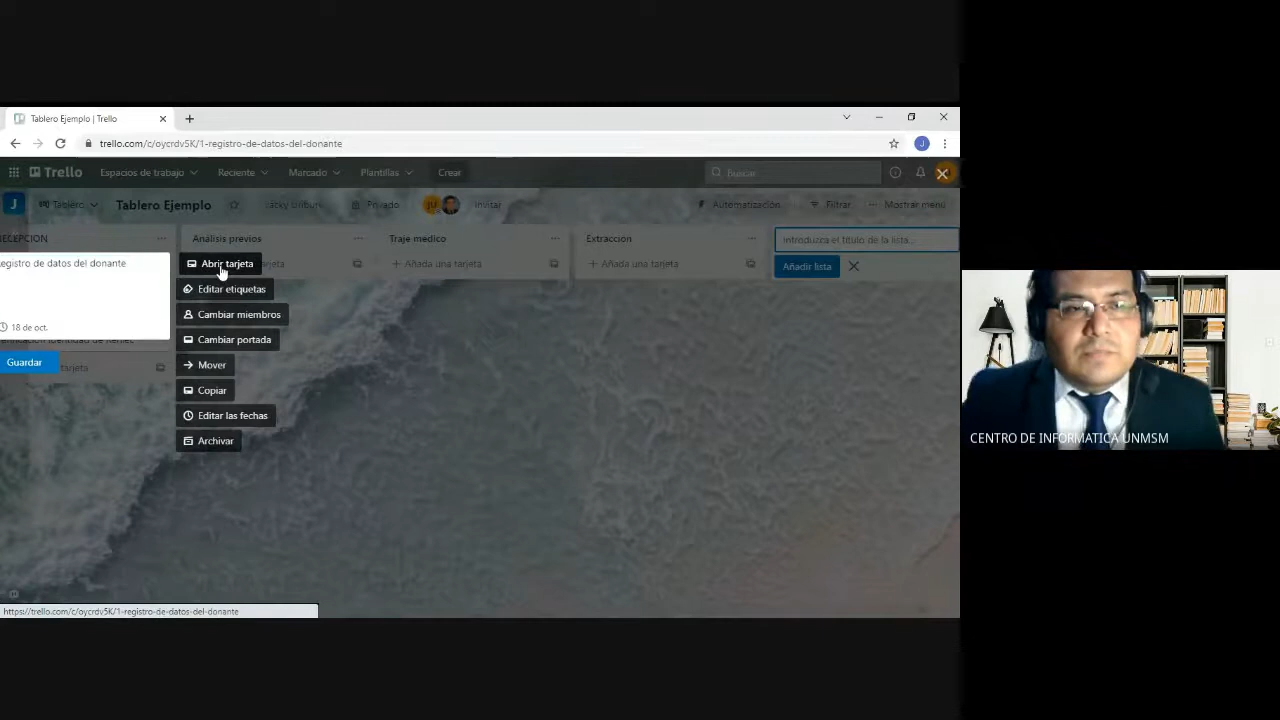 Tablero Ejemplo | Trello
trello.com/c/oycrdv5K/1-registro-de-datos-del-donante
J
Trello
Espacios de trabajo
Reciente
Marcado
Plantillas
Crear
Buscar
J
Tablero
Tablero Ejemplo
Privado
JU
Invitar
Automatización
Filtrar
Mostrar menú
Análisis previos
Traje medico
Extracción
Introduzca el título de la lista...
egistro de datos del donante
Abrir tarjeta
Añada una tarjeta
Añada una tarjeta
Añadir lista
Editar etiquetas
Cambiar miembros
18 de oct.
Cambiar portada
Guardar
Mover
Copiar
Editar las fechas
Archivar
https://trello.com/c/oycrdv5K/1-registro-de-datos-del-donante
CENTRO DE INFORMATICA UNMSM